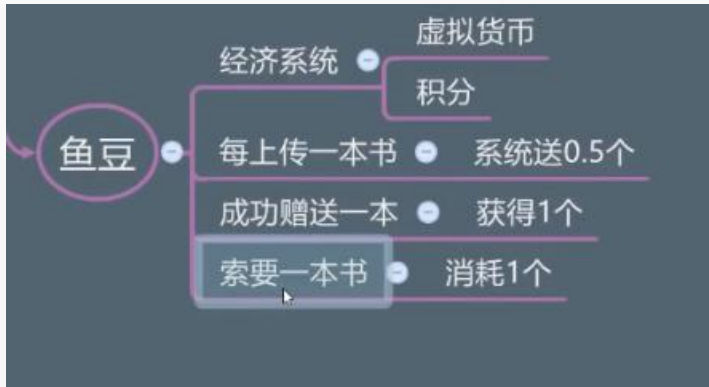 鱼豆
经济系统
虚拟货币
积分
每上传一本书 系统送0.5个
成功赠送一本 获得1个
索要一本书 消耗1个